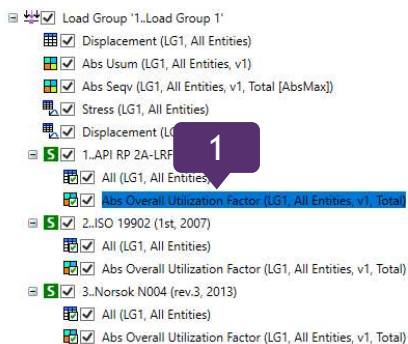 Load Group '1..Load Group 1'
Displacement (LG1, All Entities)
Abs Usum (LG1, All Entities, v1)
Abs Seqv (LG1, All Entities, v1, Total [AbsMax])
Stress (LG1, All Entities)
Displacement (LG
1
1..API RP 2A-LRF
All (LG1, All Entities)
Abs Overall Utilization Factor (LG1, All Entities, v1, Total)
2..ISO 19902 (1st, 2007)
All (LG1, All Entities)
Abs Overall Utilization Factor (LG1, All Entities, v1, Total)
3..Norsok N004 (rev.3, 2013)
All (LG1, All Entities)
Abs Overall Utilization Factor (LG1, All Entities, v1, Total)